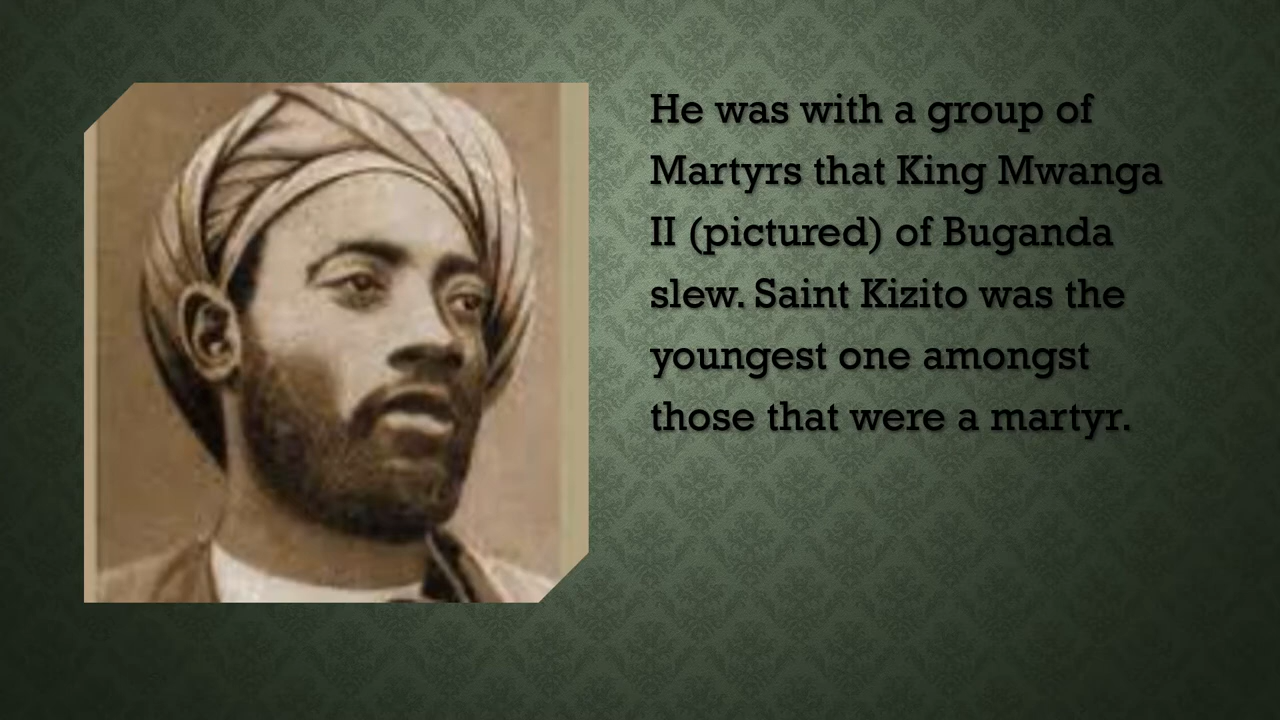 He was with a group of
Martyrs that King Mwanga
II (pictured) of Buganda
slew. Saint Kizito was the
youngest one amongst
those that were a martyr.